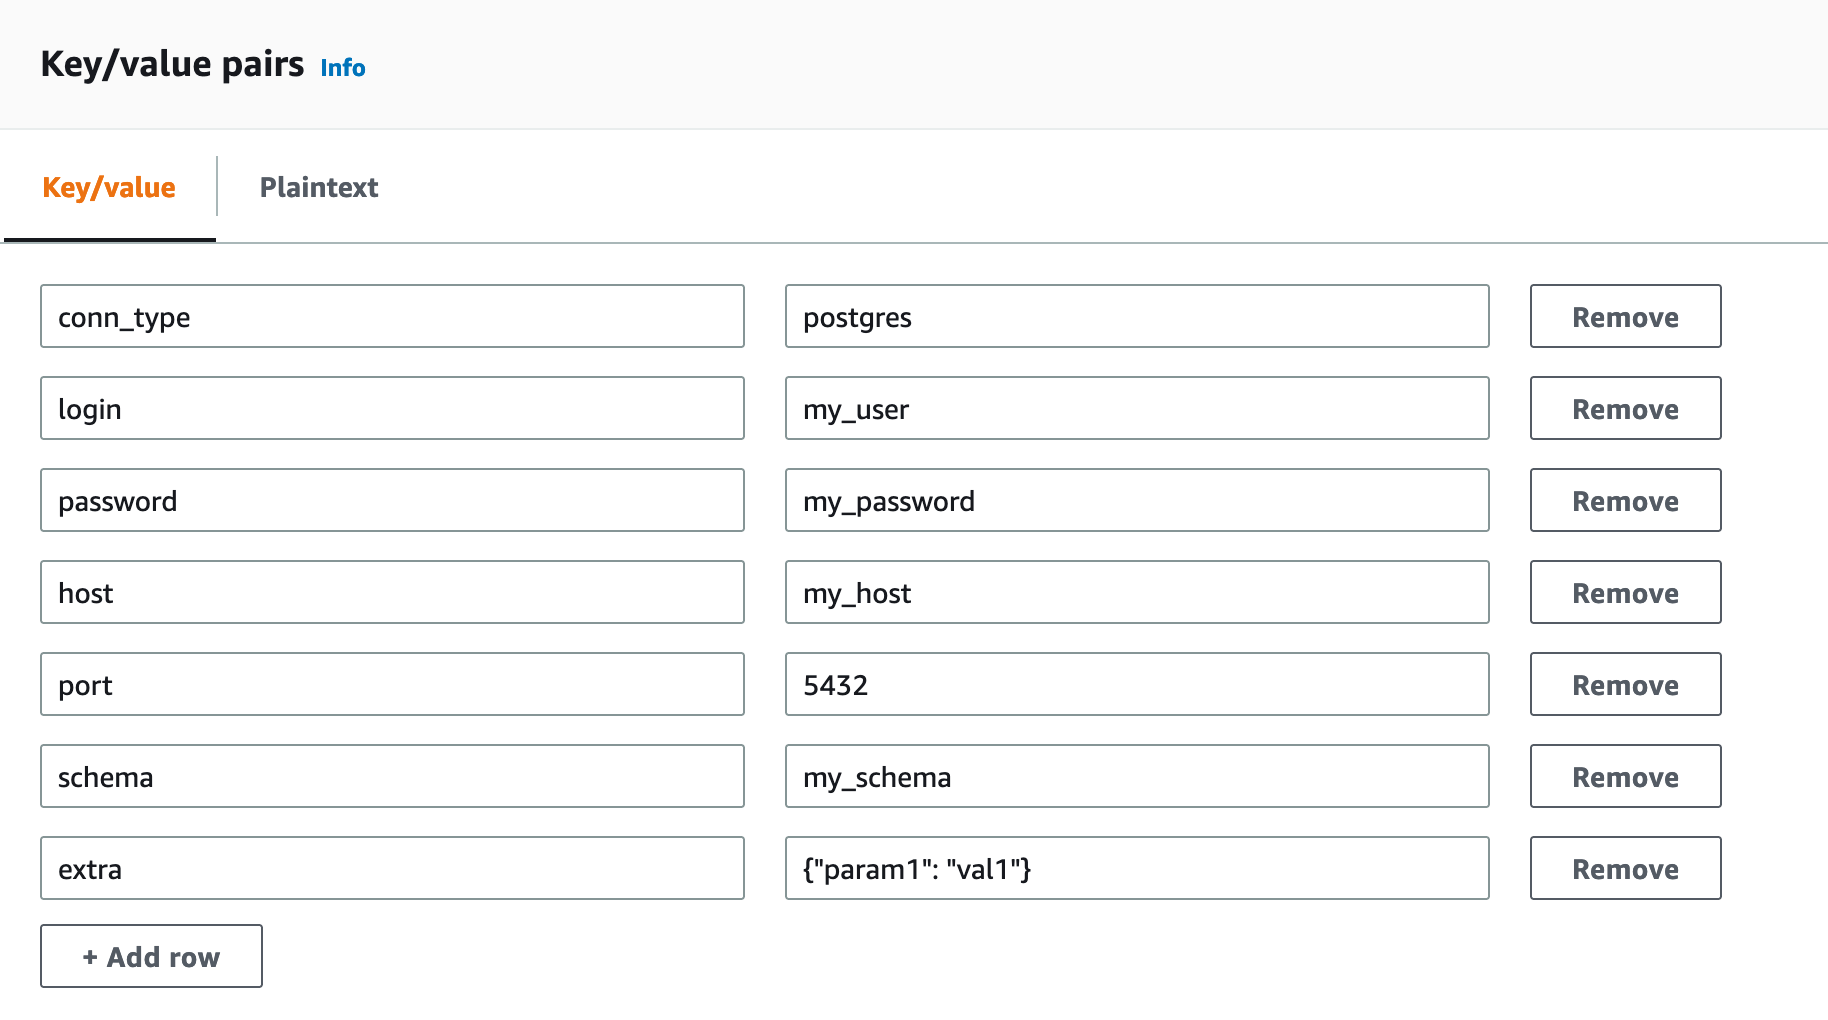 Key/value pairs Info
Key/value Plaintext
conn_type postgres Remove
login my_user Remove
password my_password Remove
host my_host Remove
port 5432 Remove
schema my_schema Remove
extra {"param1": "val1"} Remove
+ Add row